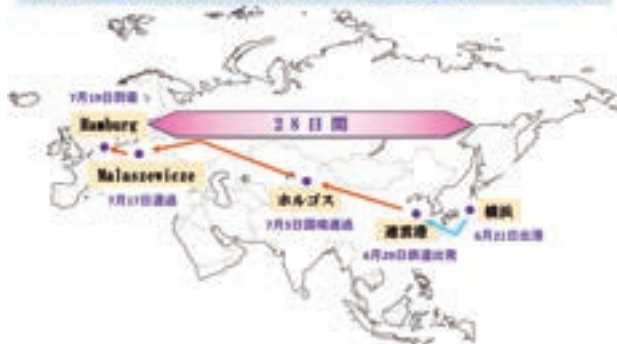 7月19日到着
Hamburg
28日間
Malaszewicze
7月17日通過
ホルゴス
7月5日国境通過
連雲港
6月28日鉄道出発
横浜
6月21日出港